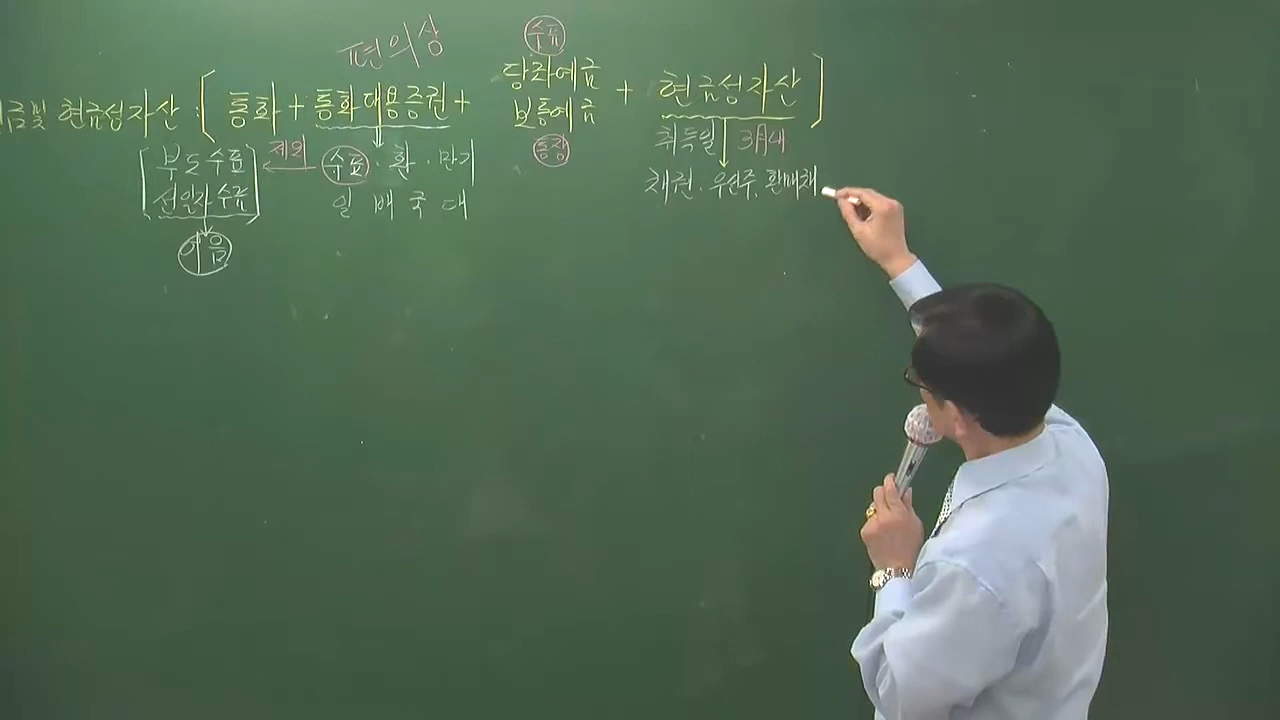 편의상
수표
금및 현금성자산 : [ 통화 + 통화대용증권 + 당좌예금 보통예금 + 현금성자산 ]
통장
취득일 3月내
[ 부도수표 선일자수표 ] 제외 수표 · 환 · 만기
채권 · 우선주, 환매채
일 배 국 대
어음